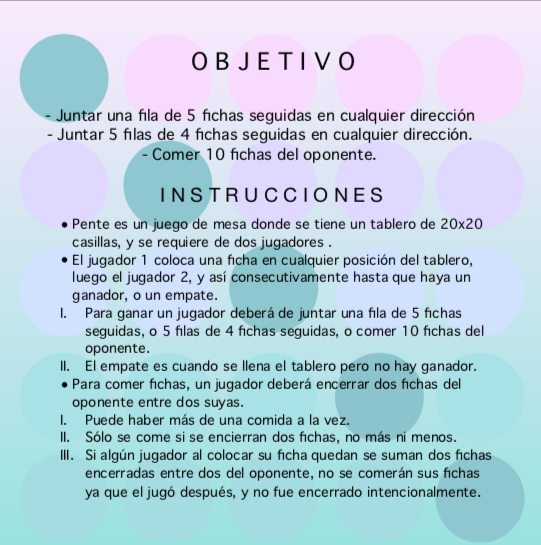 OBJETIVO
- Juntar una fila de 5 fichas seguidas en cualquier dirección
- Juntar 5 filas de 4 fichas seguidas en cualquier dirección.
- Comer 10 fichas del oponente.
INSTRUCCIONES
• Pente es un juego de mesa donde se tiene un tablero de 20x20
casillas, y se requiere de dos jugadores .
• El jugador 1 coloca una ficha en cualquier posición del tablero,
luego el jugador 2, y así consecutivamente hasta que haya un
ganador, o un empate.
I. Para ganar un jugador deberá de juntar una fila de 5 fichas
seguidas, o 5 filas de 4 fichas seguidas, o comer 10 fichas del
oponente.
II. El empate es cuando se llena el tablero pero no hay ganador.
• Para comer fichas, un jugador deberá encerrar dos fichas del
oponente entre dos suyas.
I. Puede haber más de una comida a la vez.
II. Sólo se come si se encierran dos fichas, no más ni menos.
III. Si algún jugador al colocar su ficha quedan se suman dos fichas
encerradas entre dos del oponente, no se comerán sus fichas
ya que el jugó después, y no fue encerrado intencionalmente.